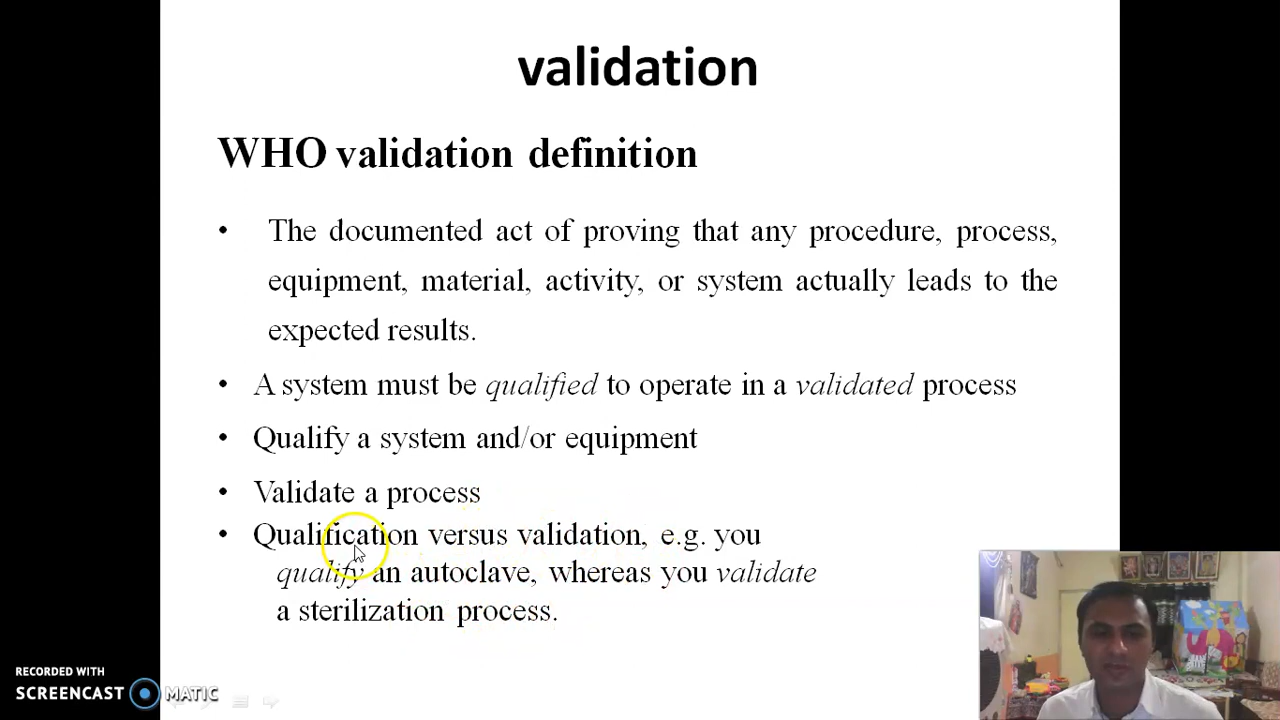 validation
WHO validation definition
• The documented act of proving that any procedure, process,
equipment, material, activity, or system actually leads to the
expected results.
• A system must be qualified to operate in a validated process
• Qualify a system and/or equipment
• Validate a process
• Qualification versus validation, e.g. you
qualify an autoclave, whereas you validate
a sterilization process.
RECORDED WITH
SCREENCAST MATIC